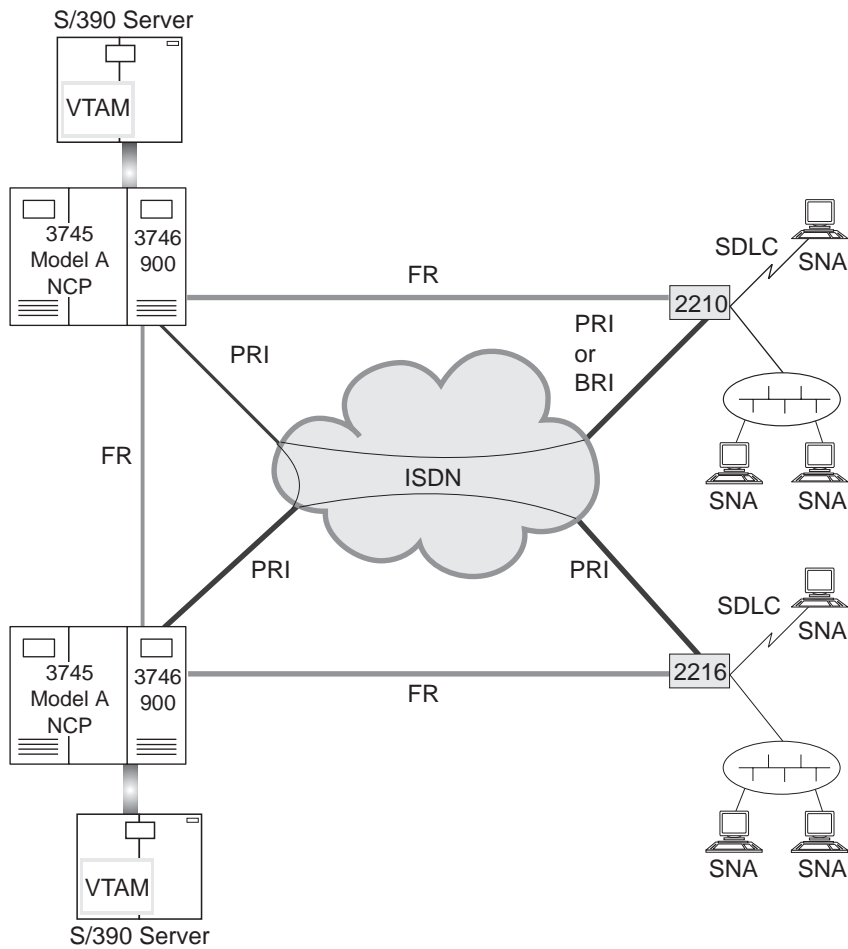 S/390 Server
VTAM
3745
Model A
NCP
3746
900
FR
2210
SDLC
SNA
PRI
PRI
or
BRI
SNA
SNA
FR
ISDN
PRI
PRI
SDLC
SNA
3745
Model A
NCP
3746
900
FR
2216
SNA
SNA
VTAM
S/390 Server